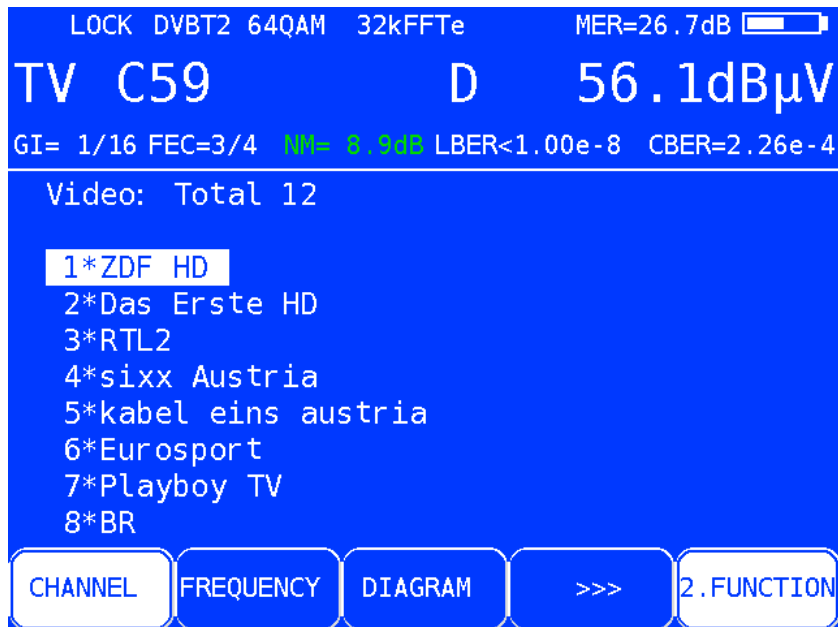 LOCK DVBT2 64QAM 32kFFTe MER=26.7dB
TV C59 D 56.1dBµV
GI= 1/16 FEC=3/4 NM= 8.9dB LBER<1.00e-8 CBER=2.26e-4
Video: Total 12
1*ZDF HD
2*Das Erste HD
3*RTL2
4*sixx Austria
5*kabel eins austria
6*Eurosport
7*Playboy TV
8*BR
CHANNEL FREQUENCY DIAGRAM >>> 2.FUNCTION